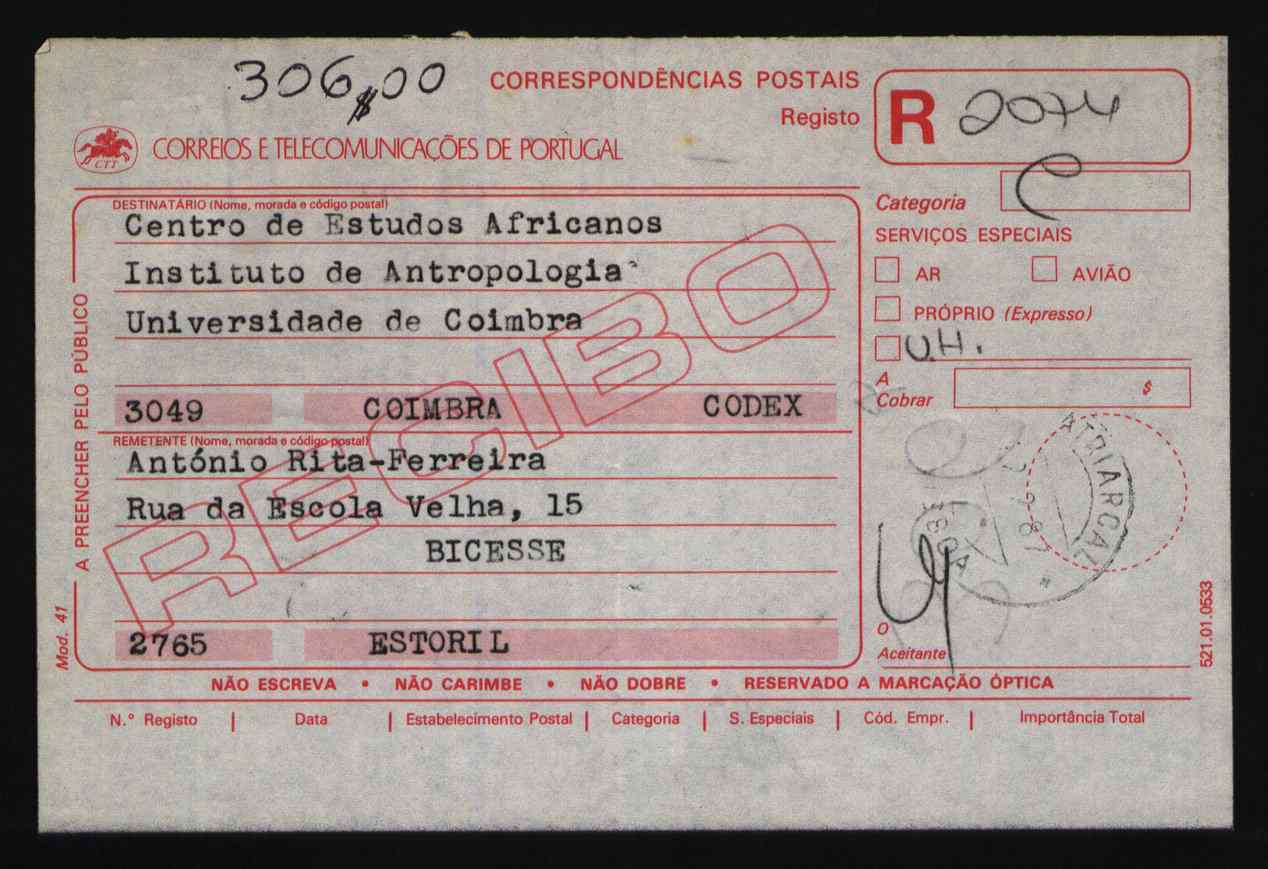 306$00
CORRESPONDÊNCIAS POSTAIS
Registo
R 2074
CTT
CORREIOS E TELECOMUNICAÇÕES DE PORTUGAL
Categoria C
SERVIÇOS ESPECIAIS
AR AVIÃO
PRÓPRIO (Expresso)
U.H.
A Cobrar $
DESTINATÁRIO (Nome, morada e código postal)
Centro de Estudos Africanos
Instituto de Antropologia
Universidade de Coimbra
3049 COIMBRA CODEX
REMETENTE (Nome, morada e código postal)
António Rita-Ferreira
Rua da Escola Velha, 15
BICESSE
2765 ESTORIL
RECIBO
A PREENCHER PELO PÚBLICO
Mod. 41
ATRIARCAL
87
O Aceitante
521.01.0533
NÃO ESCREVA • NÃO CARIMBE • NÃO DOBRE • RESERVADO A MARCAÇÃO ÓPTICA
N.° Registo | Data | Estabelecimento Postal | Categoria | S. Especiais | Cód. Empr. | Importância Total